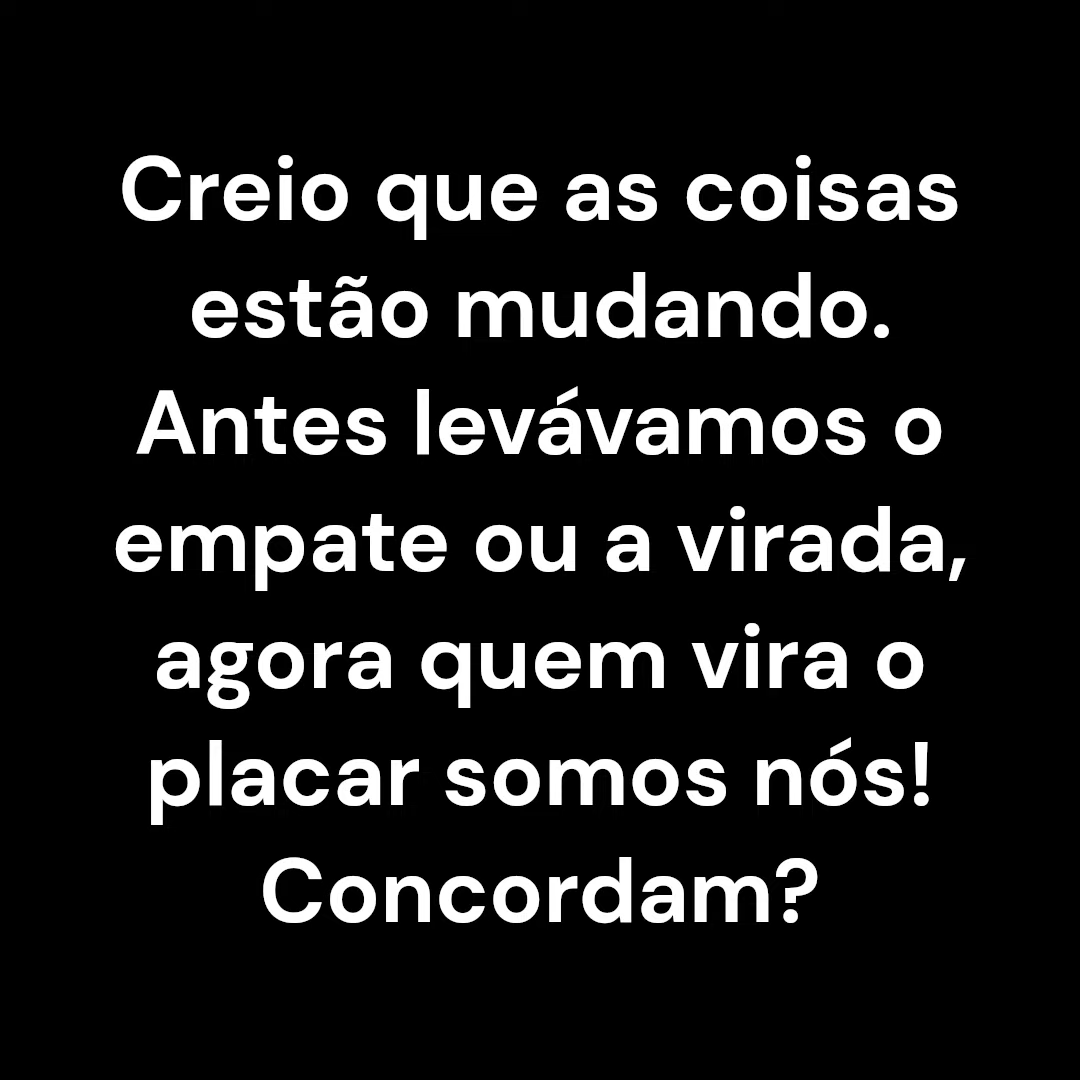 Creio que as coisas
estão mudando.
Antes levávamos o
empate ou a virada,
agora quem vira o
placar somos nós!
Concordam?